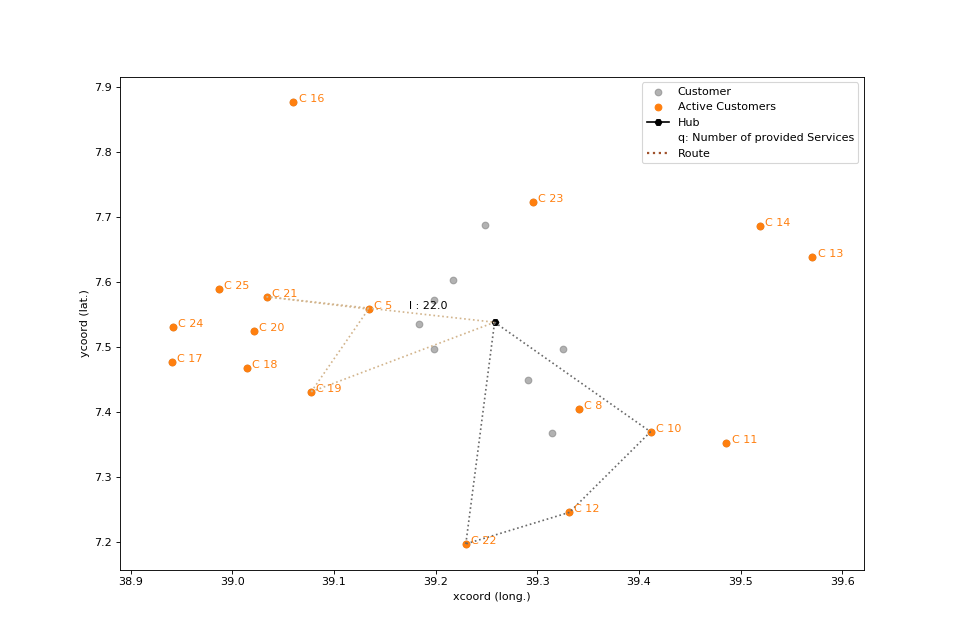 7.9
C 16
Customer
Active Customers
Hub
q: Number of provided Services
Route
7.8
C 23
7.7
C 14
C 13
7.6
C 25
C 21
C 5
I : 22.0
C 24
C 20
7.5
C 17
C 18
C 19
7.4
C 8
C 10
C 11
7.3
C 12
7.2
C 22
ycoord (lat.)
38.9 39.0 39.1 39.2 39.3 39.4 39.5 39.6
xcoord (long.)